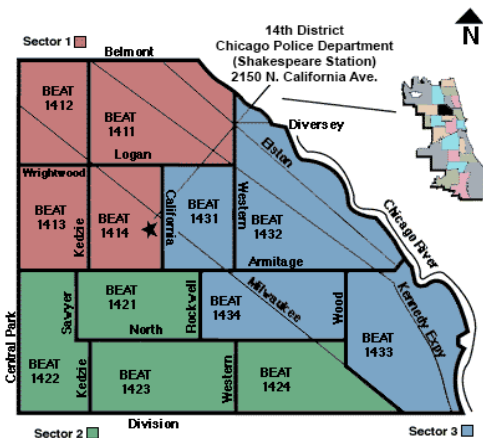 14th District
Chicago Police Department
(Shakespeare Station)
2150 N. California Ave.
N
Sector 1
Belmont
BEAT
1412
BEAT
1411
Diversey
Logan
Elston
Wrightwood
BEAT
1413
Kedzie
BEAT
1414
California
BEAT
1431
Western
BEAT
1432
Chicago River
Armitage
Central Park
Sawyer
BEAT
1421
Rockwell
North
BEAT
1434
Milwaukee
Wood
BEAT
1433
Kennedy Expy
BEAT
1422
Kedzie
BEAT
1423
Western
BEAT
1424
Division
Sector 2
Sector 3